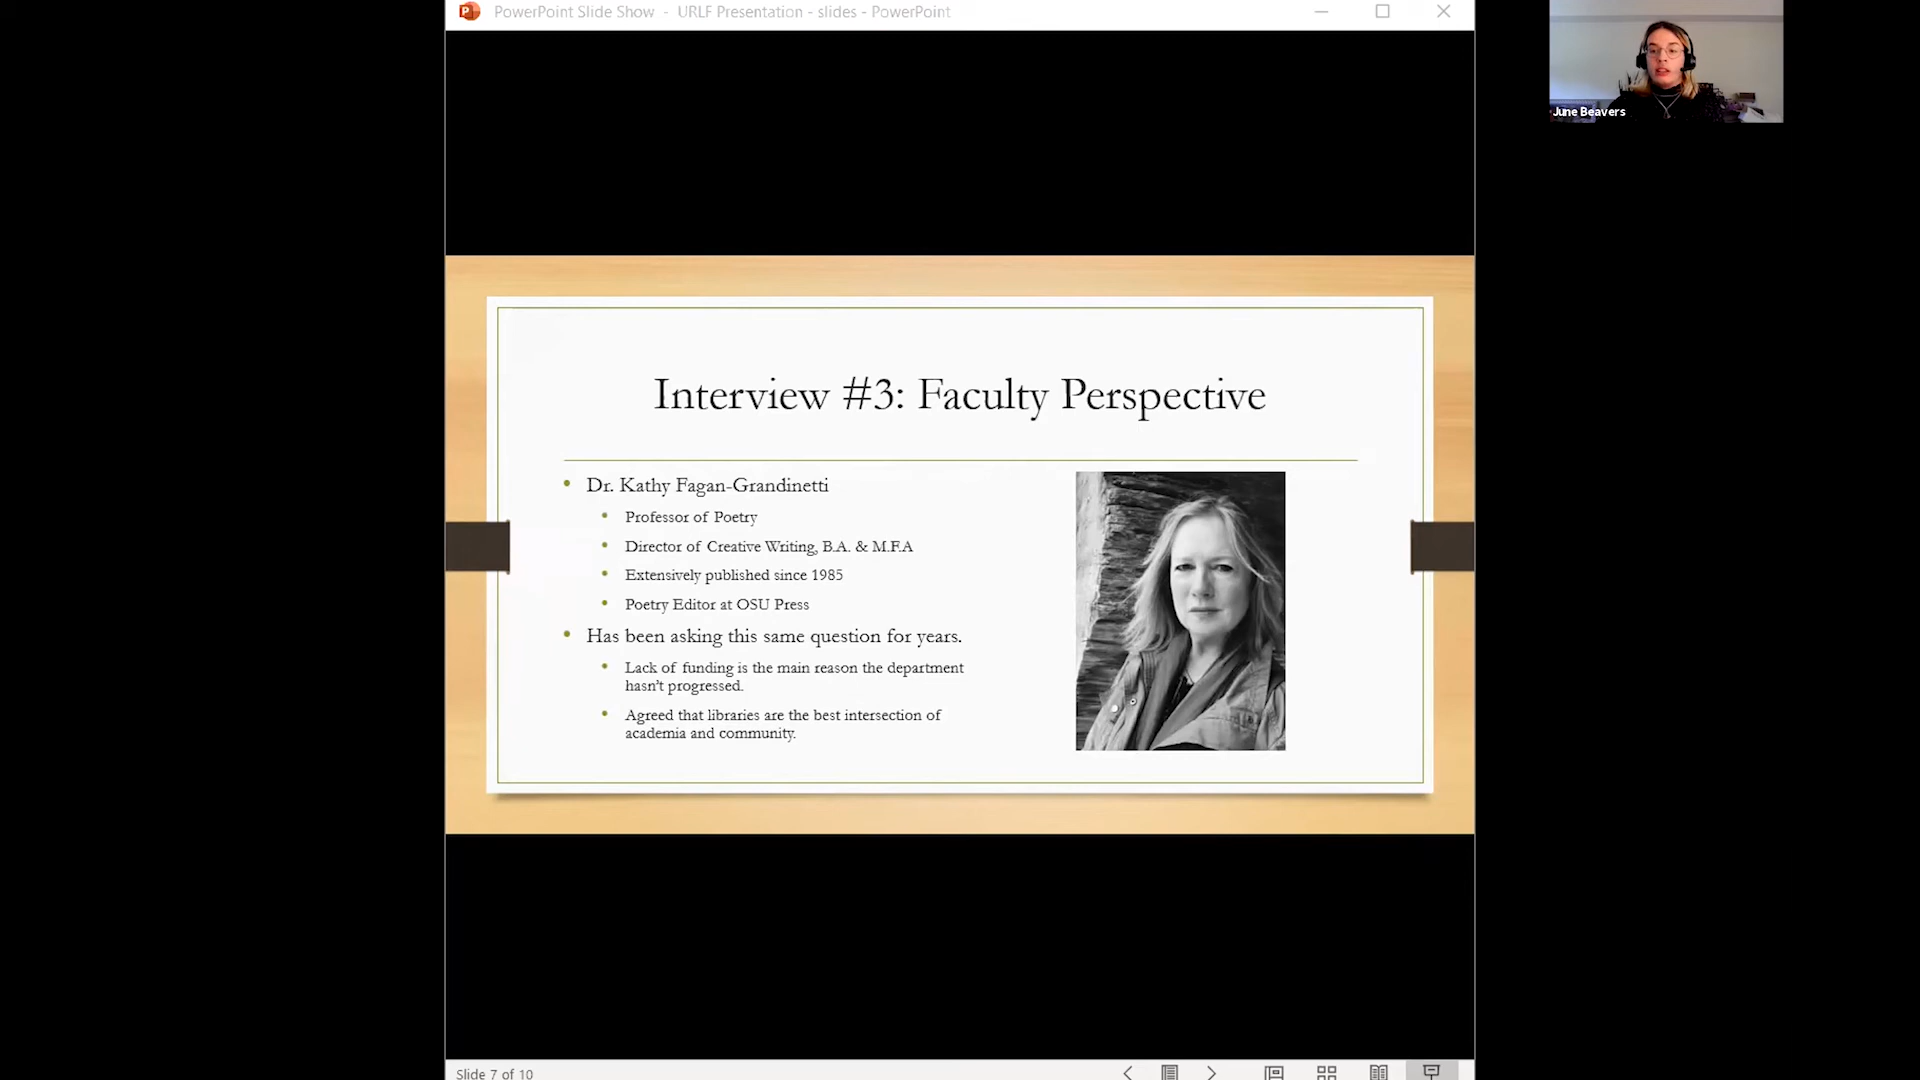 PowerPoint Slide Show - URLF Presentation - slides - PowerPoint
June Beavers
Interview #3: Faculty Perspective
• Dr. Kathy Fagan-Grandinetti
• Professor of Poetry
• Director of Creative Writing, B.A. & M.F.A
• Extensively published since 1985
• Poetry Editor at OSU Press
• Has been asking this same question for years.
• Lack of funding is the main reason the department
hasn't progressed.
• Agreed that libraries are the best intersection of
academia and community.
Slide 7 of 10